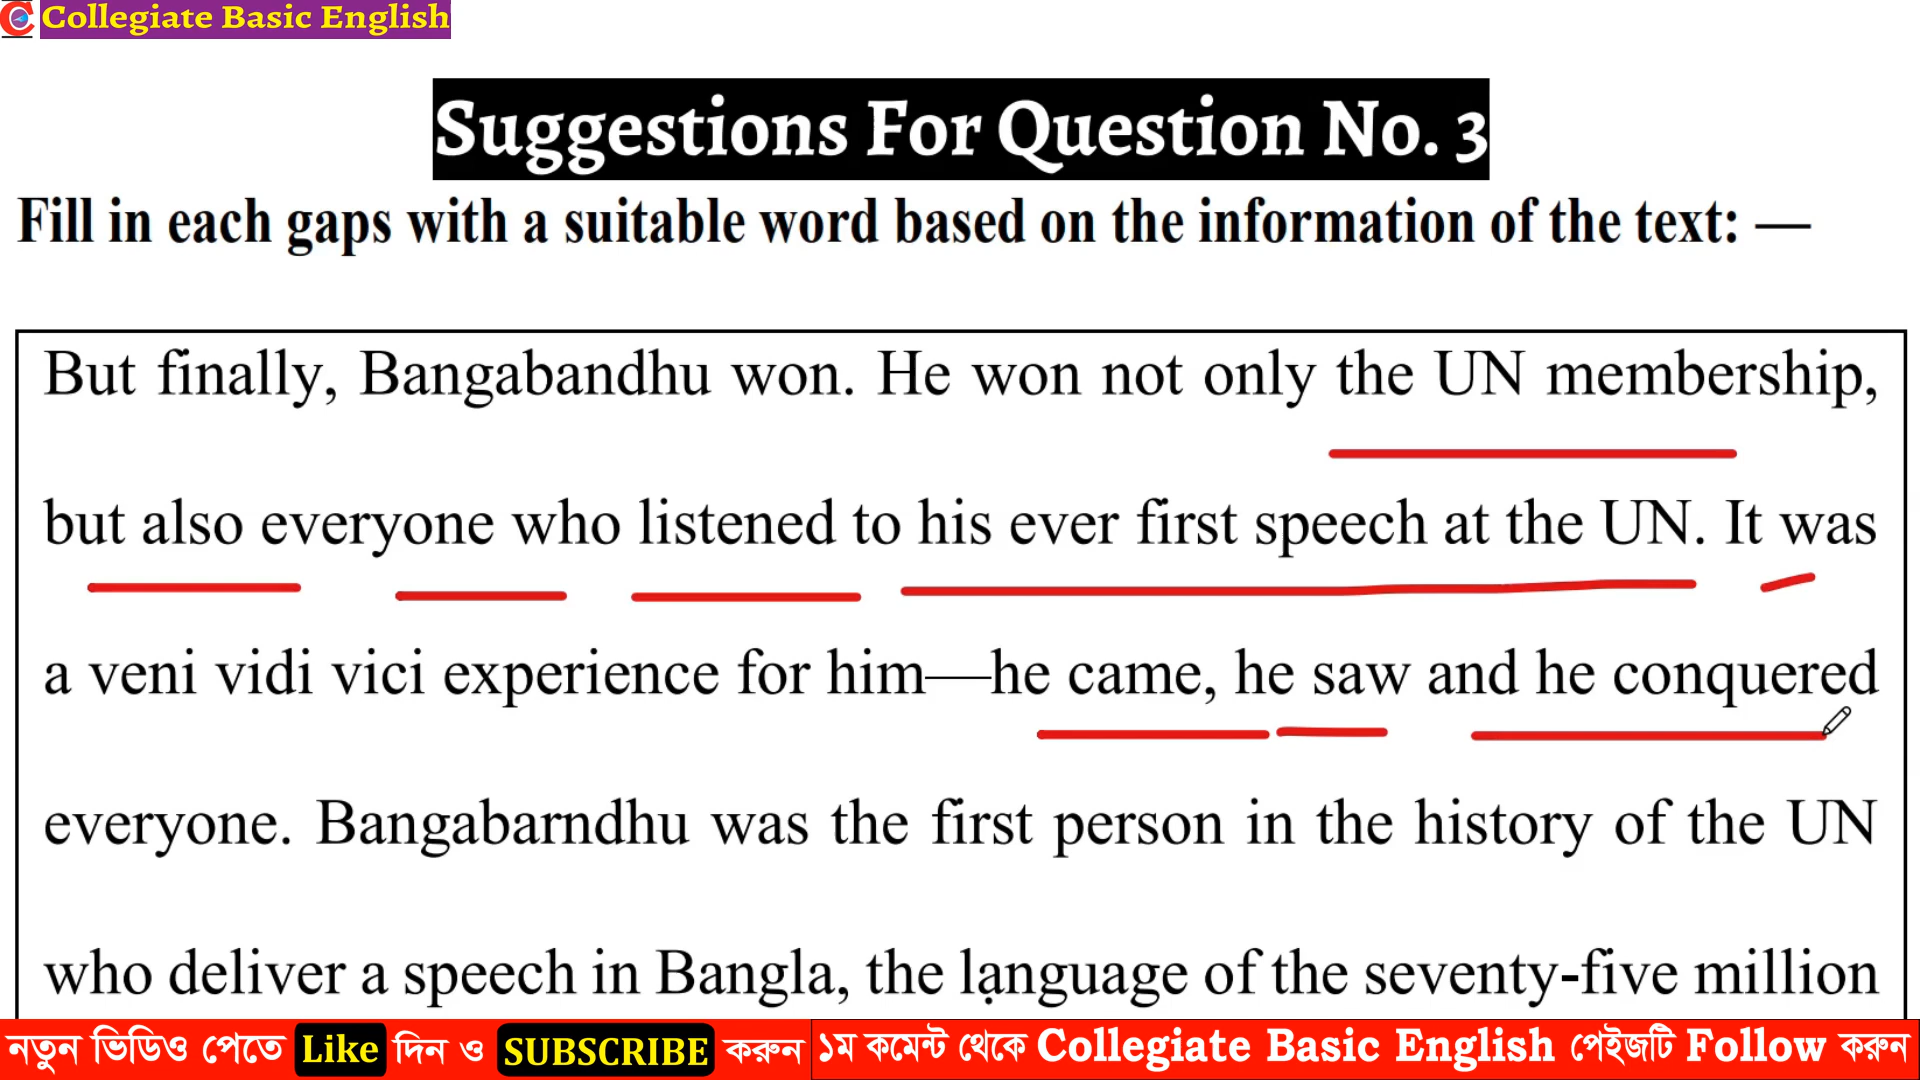 Collegiate Basic English
Suggestions For Question No. 3
Fill in each gaps with a suitable word based on the information of the text: —
But finally, Bangabandhu won. He won not only the UN membership,
but also everyone who listened to his ever first speech at the UN. It was
a veni vidi vici experience for him—he came, he saw and he conquered
everyone. Bangabarndhu was the first person in the history of the UN
who deliver a speech in Bangla, the language of the seventy-five million
নতুন ভিডিও পেতে Like দিন ও SUBSCRIBE করুন ১ম কমেন্ট থেকে Collegiate Basic English পেইজটি Follow করুন